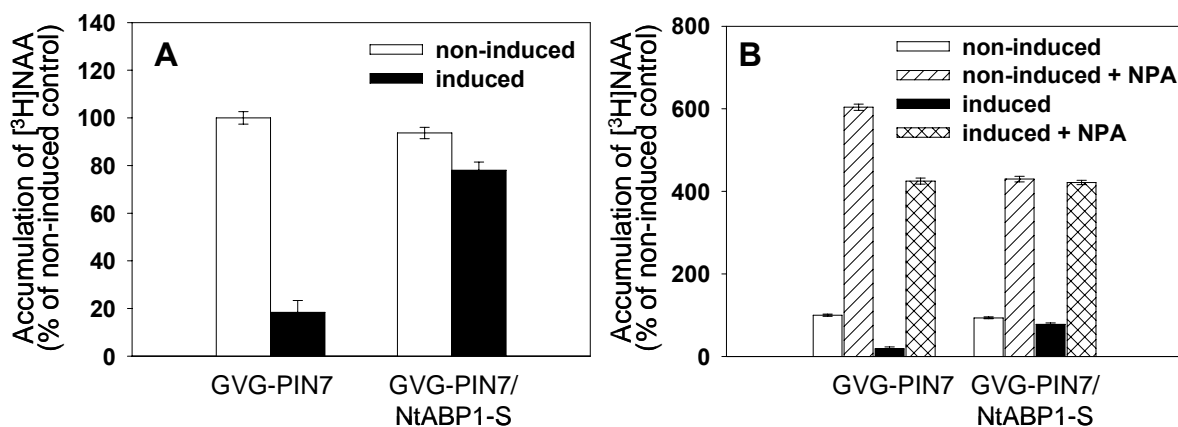 Accumulation of [³H]NAA
(% of non-induced control)
140
120
100
80
60
40
20
0
A
non-induced
induced
GVG-PIN7
GVG-PIN7/
NtABP1-S
Accumulation of [³H]NAA
(% of non-induced control)
800
600
400
200
0
B
non-induced
non-induced + NPA
induced
induced + NPA
GVG-PIN7
GVG-PIN7/
NtABP1-S